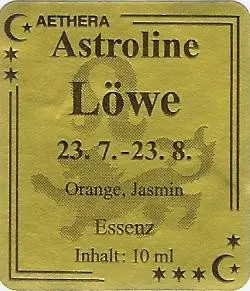 AETHERA
Astroline
Löwe
23. 7.-23. 8.
Orange, Jasmin
Essenz
Inhalt: 10 ml